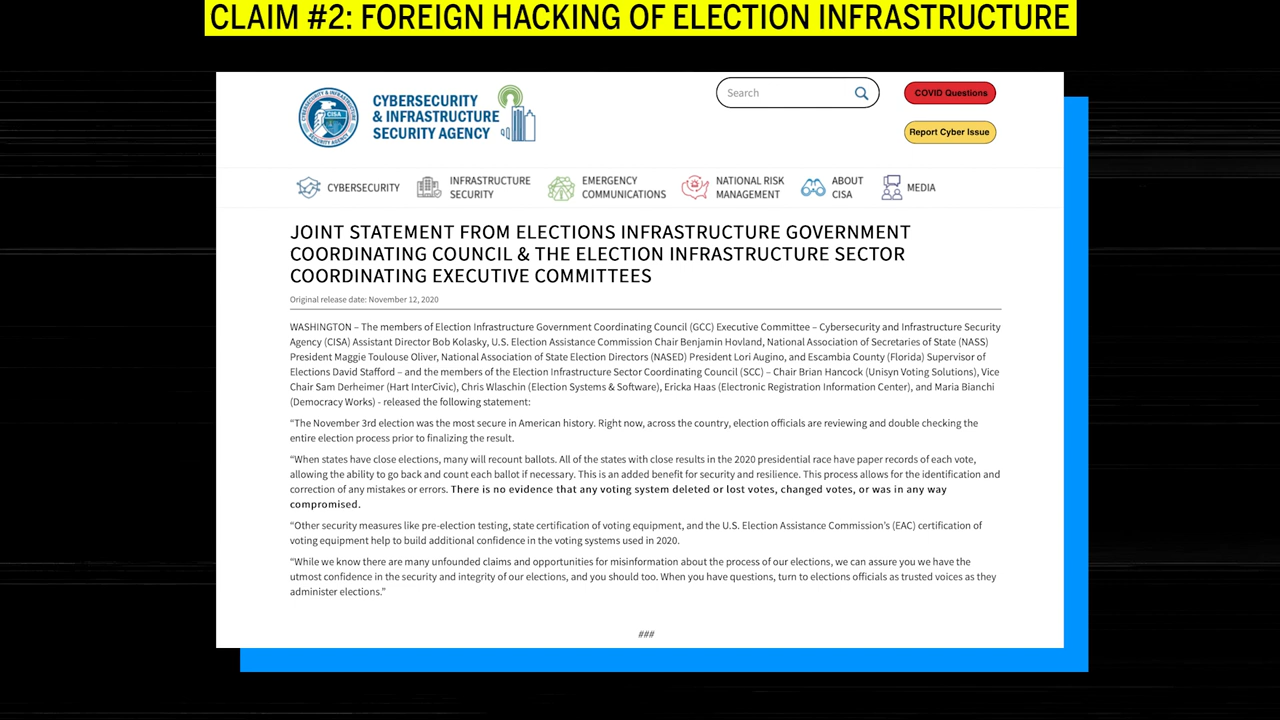 CLAIM #2: FOREIGN HACKING OF ELECTION INFRASTRUCTURE
CYBERSECURITY
& INFRASTRUCTURE
SECURITY AGENCY
CISA
Search
COVID Questions
Report Cyber Issue
CYBERSECURITY
INFRASTRUCTURE
SECURITY
EMERGENCY
COMMUNICATIONS
NATIONAL RISK
MANAGEMENT
ABOUT
CISA
MEDIA
JOINT STATEMENT FROM ELECTIONS INFRASTRUCTURE GOVERNMENT
COORDINATING COUNCIL & THE ELECTION INFRASTRUCTURE SECTOR
COORDINATING EXECUTIVE COMMITTEES
Original release date: November 12, 2020
WASHINGTON – The members of Election Infrastructure Government Coordinating Council (GCC) Executive Committee – Cybersecurity and Infrastructure Security
Agency (CISA) Assistant Director Bob Kolasky, U.S. Election Assistance Commission Chair Benjamin Hovland, National Association of Secretaries of State (NASS)
President Maggie Toulouse Oliver, National Association of State Election Directors (NASED) President Lori Augino, and Escambia County (Florida) Supervisor of
Elections David Stafford – and the members of the Election Infrastructure Sector Coordinating Council (SCC) – Chair Brian Hancock (Unisyn Voting Solutions), Vice
Chair Sam Derheimer (Hart InterCivic), Chris Wlaschin (Election Systems & Software), Ericka Haas (Electronic Registration Information Center), and Maria Bianchi
(Democracy Works) - released the following statement:
“The November 3rd election was the most secure in American history. Right now, across the country, election officials are reviewing and double checking the
entire election process prior to finalizing the result.
“When states have close elections, many will recount ballots. All of the states with close results in the 2020 presidential race have paper records of each vote,
allowing the ability to go back and count each ballot if necessary. This is an added benefit for security and resilience. This process allows for the identification and
correction of any mistakes or errors. There is no evidence that any voting system deleted or lost votes, changed votes, or was in any way
compromised.
“Other security measures like pre-election testing, state certification of voting equipment, and the U.S. Election Assistance Commission’s (EAC) certification of
voting equipment help to build additional confidence in the voting systems used in 2020.
“While we know there are many unfounded claims and opportunities for misinformation about the process of our elections, we can assure you we have the
utmost confidence in the security and integrity of our elections, and you should too. When you have questions, turn to elections officials as trusted voices as they
administer elections.”
###